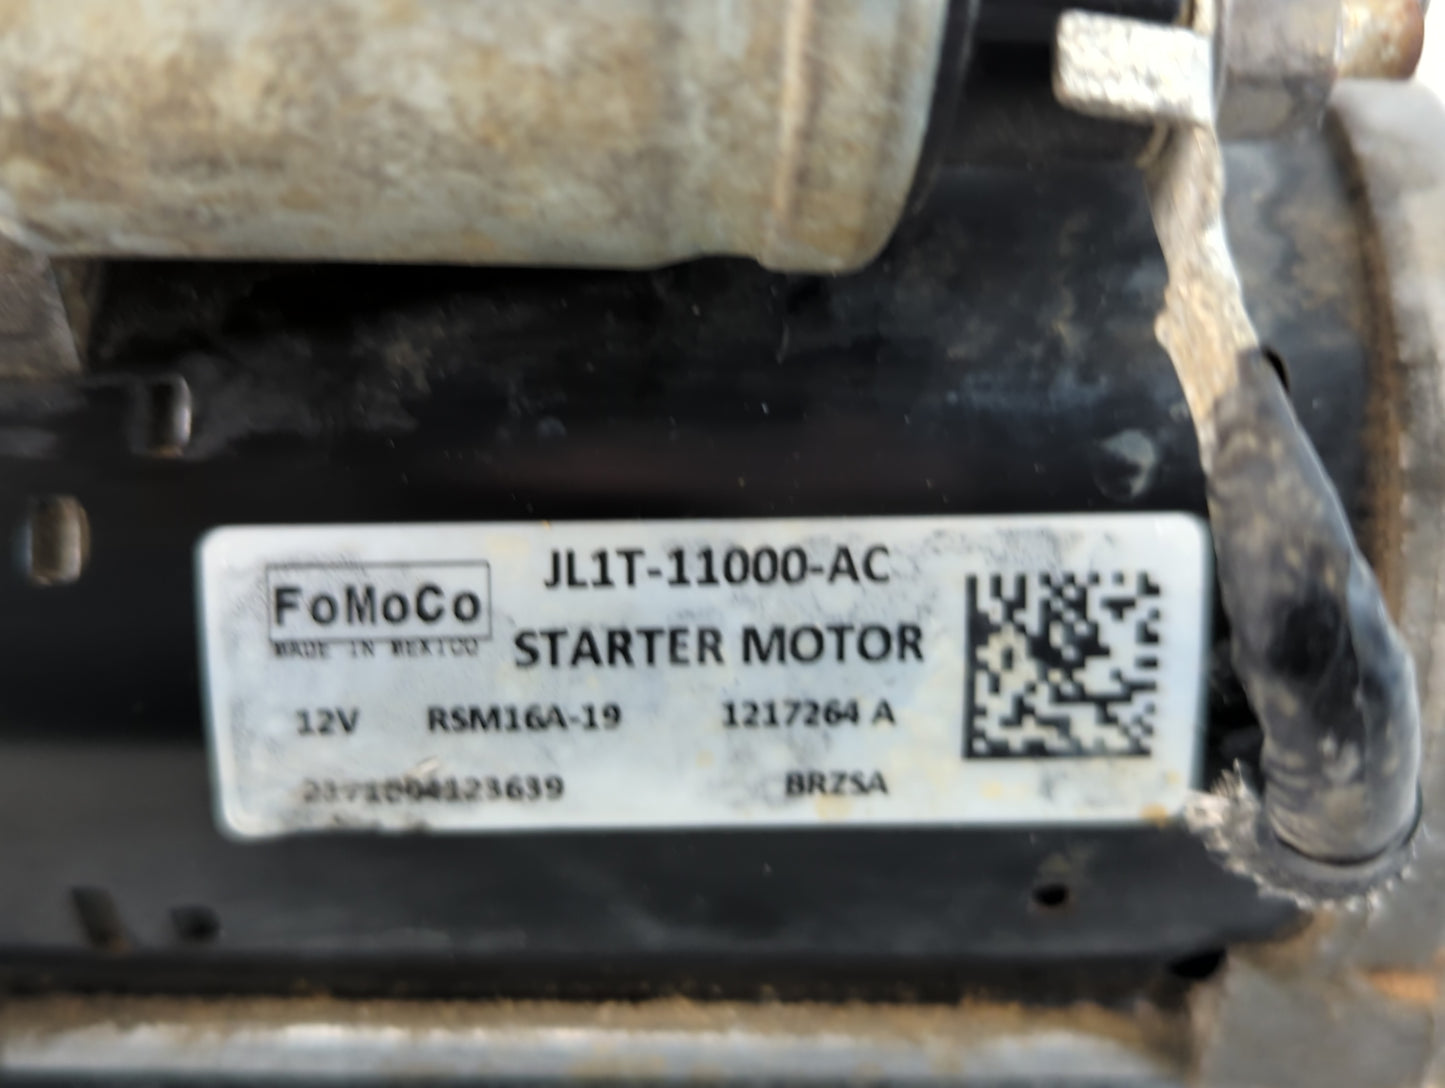 FoMoCo
MADE IN MEXICO
JL1T-11000-AC
STARTER MOTOR
12V RSM16A-19 1217264 A
BRZSA